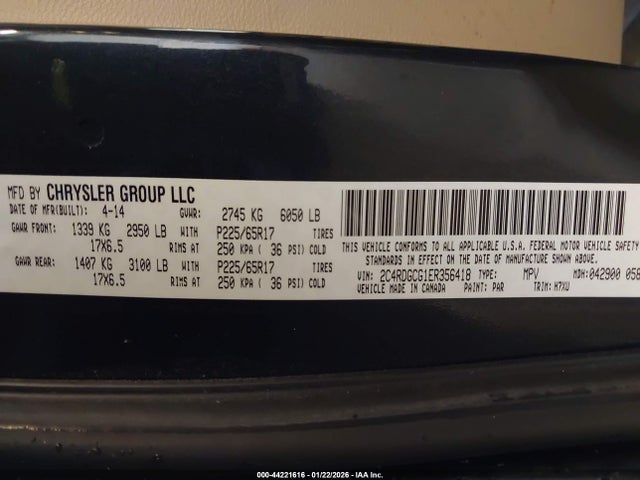 MFD BY CHRYSLER GROUP LLC
DATE OF MFR(BUILT): 4-14 GVWR: 2745 KG 6050 LB
GAWR FRONT: 1339 KG 2950 LB WITH P225/65R17 TIRES
17X6.5 RIMS AT 250 KPA ( 36 PSI) COLD
GAWR REAR: 1407 KG 3100 LB WITH P225/65R17 TIRES
17X6.5 RIMS AT 250 KPA ( 36 PSI) COLD
THIS VEHICLE CONFORMS TO ALL APPLICABLE U.S.A. FEDERAL MOTOR VEHICLE SAFETY
STANDARDS IN EFFECT ON THE DATE OF MANUFACTURE SHOWN ABOVE.
VIN: 2C4RDGCG1ER356418 TYPE: MPV MDH:042900 058
VEHICLE MADE IN CANADA PAINT: PAR TRIM: H7XU
000-44221616 - 01/22/2026 - IAA Inc.